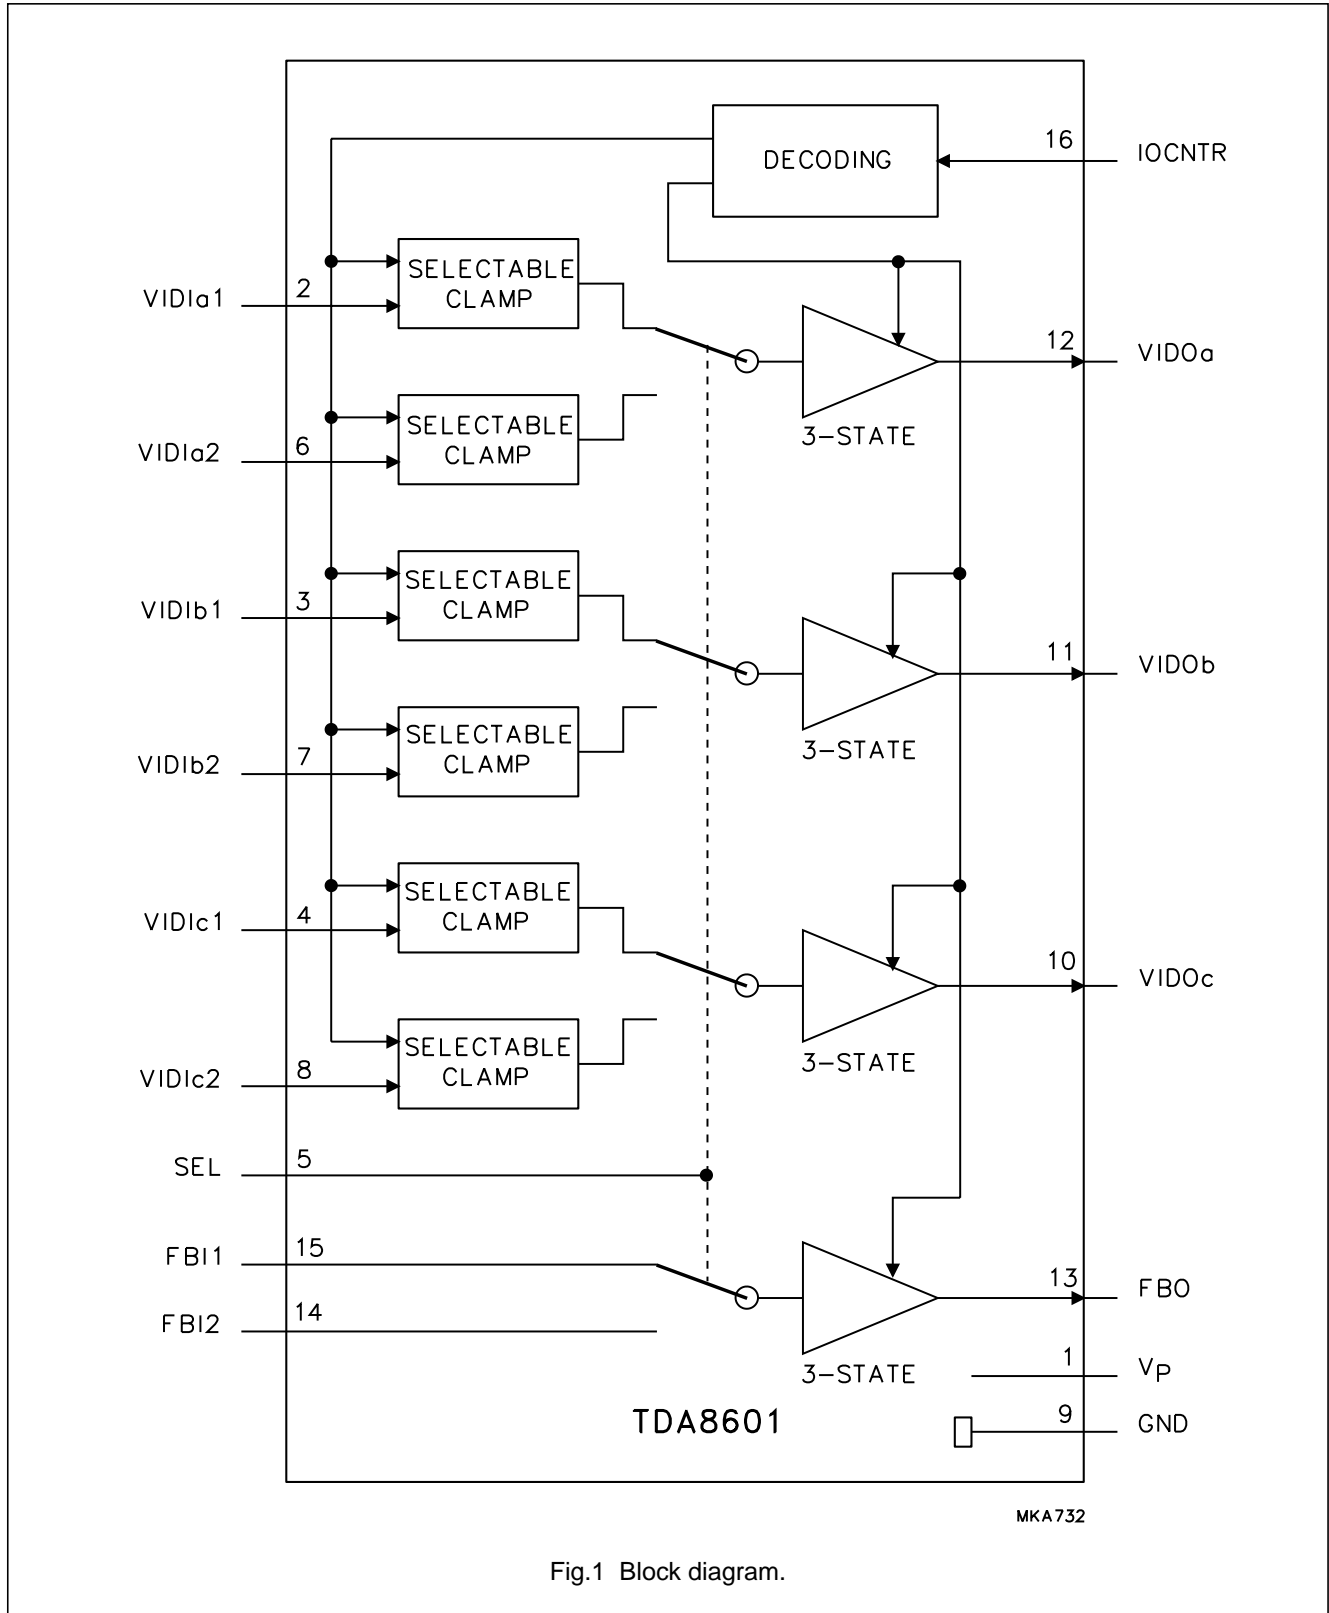 DECODING
16
IOCNTR
SELECTABLE
CLAMP
VIDIa1
2
12
VIDOa
3-STATE
SELECTABLE
CLAMP
VIDIa2
6
SELECTABLE
CLAMP
VIDIb1
3
11
VIDOb
3-STATE
SELECTABLE
CLAMP
VIDIb2
7
SELECTABLE
CLAMP
VIDIc1
4
10
VIDOc
3-STATE
SELECTABLE
CLAMP
VIDIc2
8
SEL
5
FBI1
15
13
FBO
FBI2
14
3-STATE
1
VP
TDA8601
9
GND
MKA732
Fig.1 Block diagram.